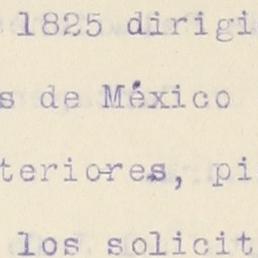 1825 dirigi
s de México
teriores, pi
los solicit